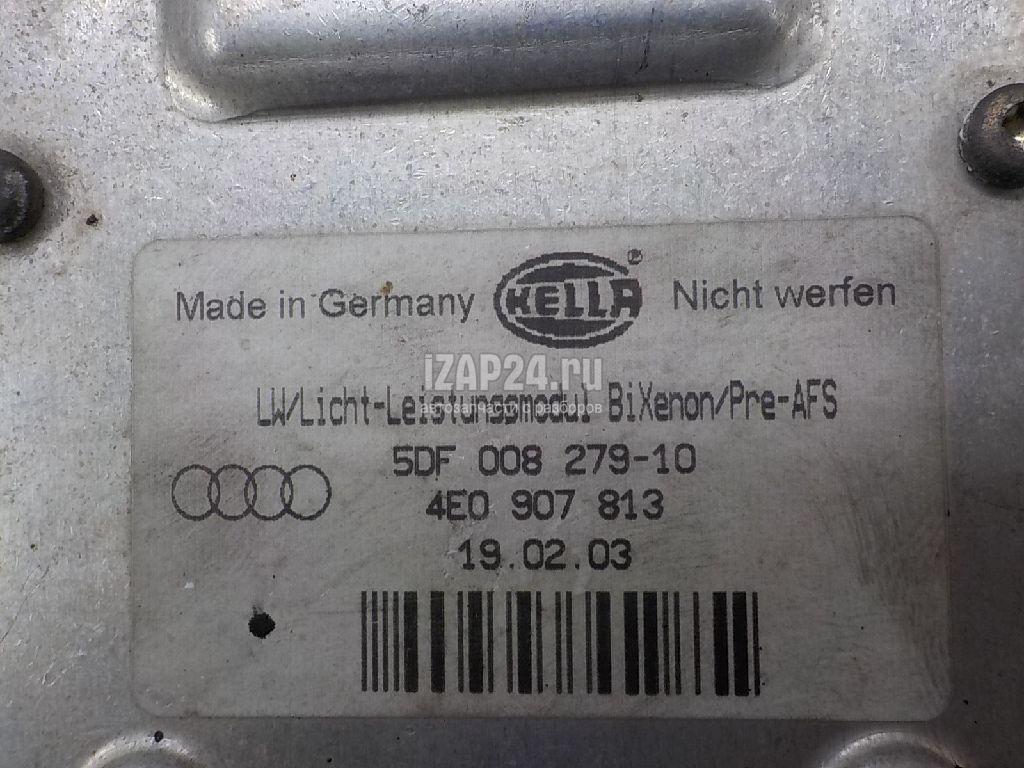 Made in Germany HELLA® Nicht werfen
iZAP24.ru
LW/Licht-Leistungsmodul BiXenon/Pre-AFS
автозапчасти с разборов
5DF 008 279-10
4E0 907 813
19.02.03